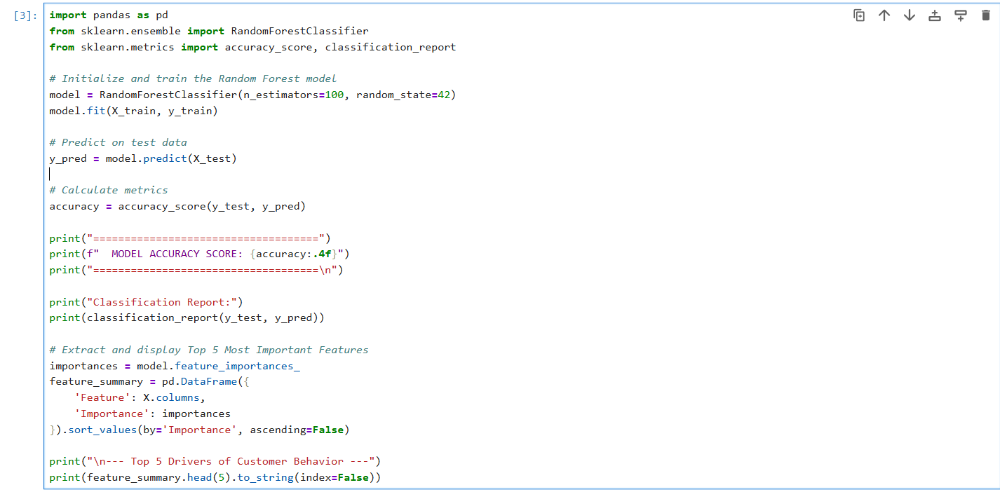 [3]:
import pandas as pd
from sklearn.ensemble import RandomForestClassifier
from sklearn.metrics import accuracy_score, classification_report

# Initialize and train the Random Forest model
model = RandomForestClassifier(n_estimators=100, random_state=42)
model.fit(X_train, y_train)

# Predict on test data
y_pred = model.predict(X_test)

# Calculate metrics
accuracy = accuracy_score(y_test, y_pred)

print("====================================")
print(f"  MODEL ACCURACY SCORE: {accuracy:.4f}")
print("====================================\n")

print("Classification Report:")
print(classification_report(y_test, y_pred))

# Extract and display Top 5 Most Important Features
importances = model.feature_importances_
feature_summary = pd.DataFrame({
    'Feature': X.columns,
    'Importance': importances
}).sort_values(by='Importance', ascending=False)

print("\n--- Top 5 Drivers of Customer Behavior ---")
print(feature_summary.head(5).to_string(index=False))